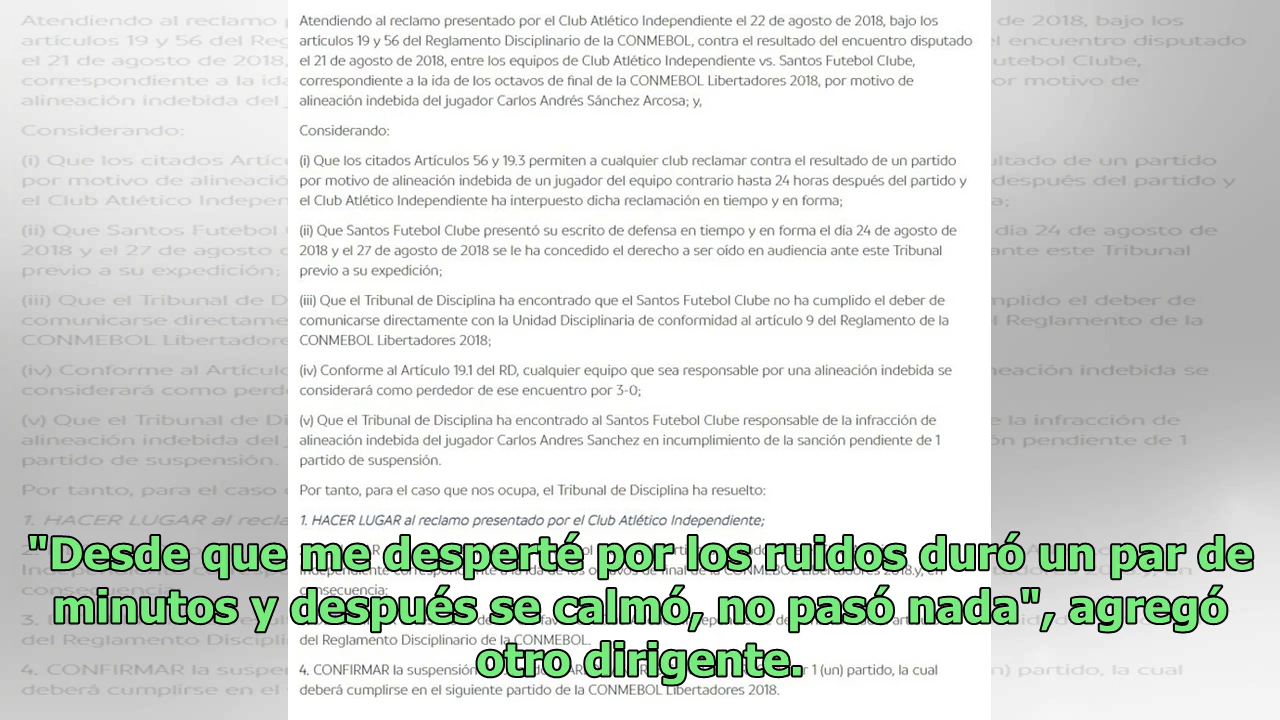 Atendiendo al reclamo presentado por el Club Atlético Independiente el 22 de agosto de 2018, bajo los
artículos 19 y 56 del Reglamento Disciplinario de la CONMEBOL, contra el resultado del encuentro disputado
el 21 de agosto de 2018, entre los equipos de Club Atlético Independiente vs. Santos Futebol Clube,
correspondiente a la ida de los octavos de final de la CONMEBOL Libertadores 2018, por motivo de
alineación indebida del jugador Carlos Andrés Sánchez Arcosa; y,
Considerando:
(i) Que los citados Artículos 56 y 19.3 permiten a cualquier club reclamar contra el resultado de un partido
por motivo de alineación indebida de un jugador del equipo contrario hasta 24 horas después del partido y
el Club Atlético Independiente ha interpuesto dicha reclamación en tiempo y en forma;
(ii) Que Santos Futebol Clube presentó su escrito de defensa en tiempo y en forma el día 24 de agosto de
2018 y el 27 de agosto de 2018 se le ha concedido el derecho a ser oído en audiencia ante este Tribunal
previo a su expedición;
(iii) Que el Tribunal de Disciplina ha encontrado que el Santos Futebol Clube no ha cumplido el deber de
comunicarse directamente con la Unidad Disciplinaria de conformidad al artículo 9 del Reglamento de la
CONMEBOL Libertadores 2018;
(iv) Conforme al Artículo 19.1 del RD, cualquier equipo que sea responsable por una alineación indebida se
considerará como perdedor de ese encuentro por 3-0;
(v) Que el Tribunal de Disciplina ha encontrado al Santos Futebol Clube responsable de la infracción de
alineación indebida del jugador Carlos Andres Sanchez en incumplimiento de la sanción pendiente de 1
partido de suspensión.
Por tanto, para el caso que nos ocupa, el Tribunal de Disciplina ha resuelto:
1. HACER LUGAR al reclamo presentado por el Club Atlético Independiente;
"Desde que me desperté por los ruidos duró un par de
minutos y después se calmó, no pasó nada", agregó
otro dirigente.
consecuencia;
del Reglamento Disciplinario de la CONMEBOL.
4. CONFIRMAR la suspensión 1 (un) partido, la cual
deberá cumplirse en el siguiente partido de la CONMEBOL Libertadores 2018.